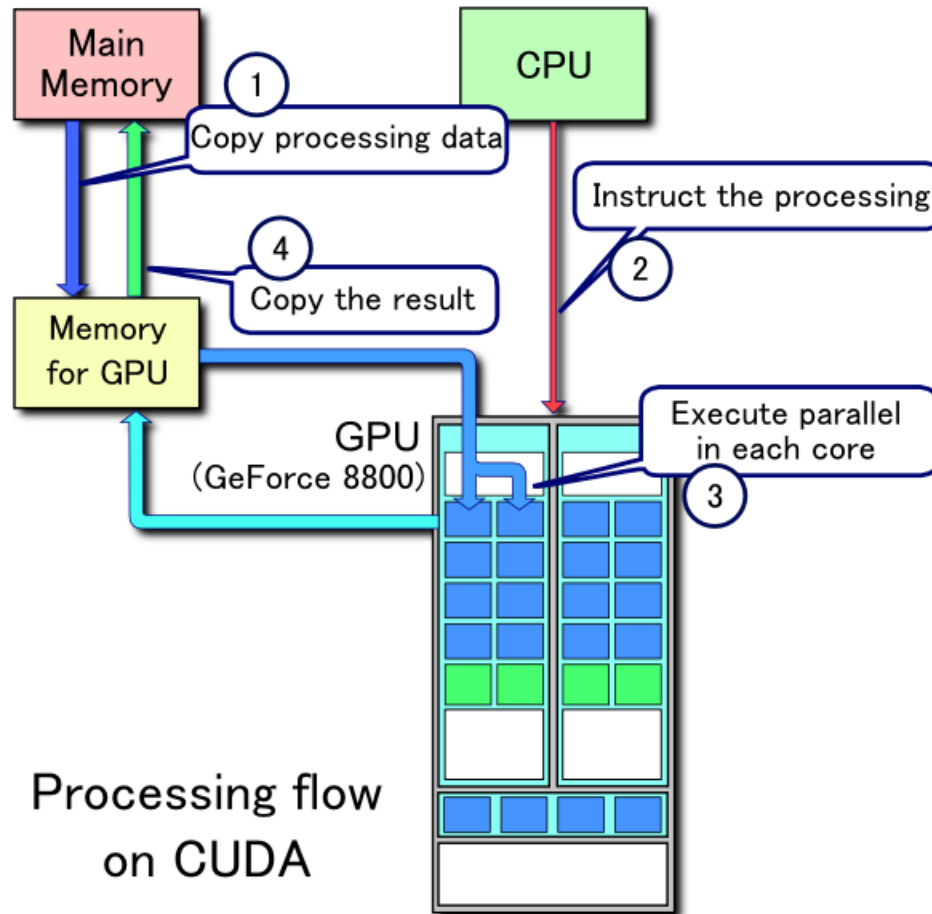 Main
Memory
CPU
1
Copy processing data
Instruct the processing
2
4
Copy the result
Memory
for GPU
GPU
(GeForce 8800)
Execute parallel
in each core
3
Processing flow
on CUDA